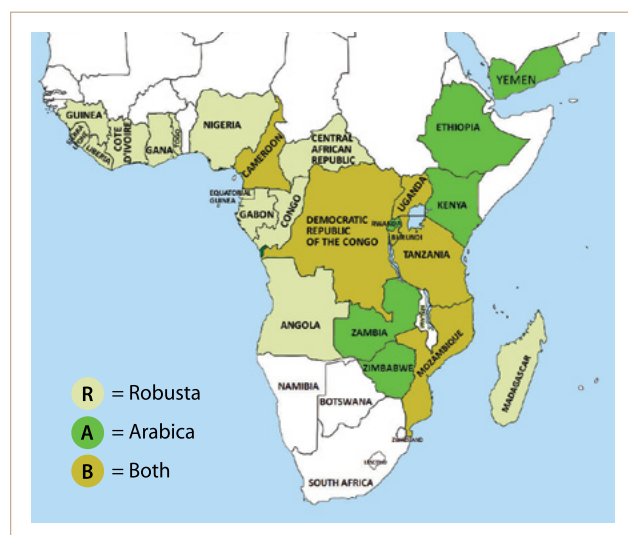 YEMEN
GUINEA
SIERRA
LEONE
LIBERIA
COTE
D'IVOIRE
GANA
TOGO
NIGERIA
CAMEROON
CENTRAL
AFRICAN
REPUBLIC
ETHIOPIA
EQUATORIAL
GUINEA
GABON
CONGO
DEMOCRATIC
REPUBLIC
OF THE CONGO
UGANDA
KENYA
RWANDA
BURUNDI
TANZANIA
ANGOLA
ZAMBIA
MOZAMBIQUE
ZIMBABWE
MADAGASCAR
NAMIBIA
BOTSWANA
SOUTH AFRICA
R = Robusta
A = Arabica
B = Both